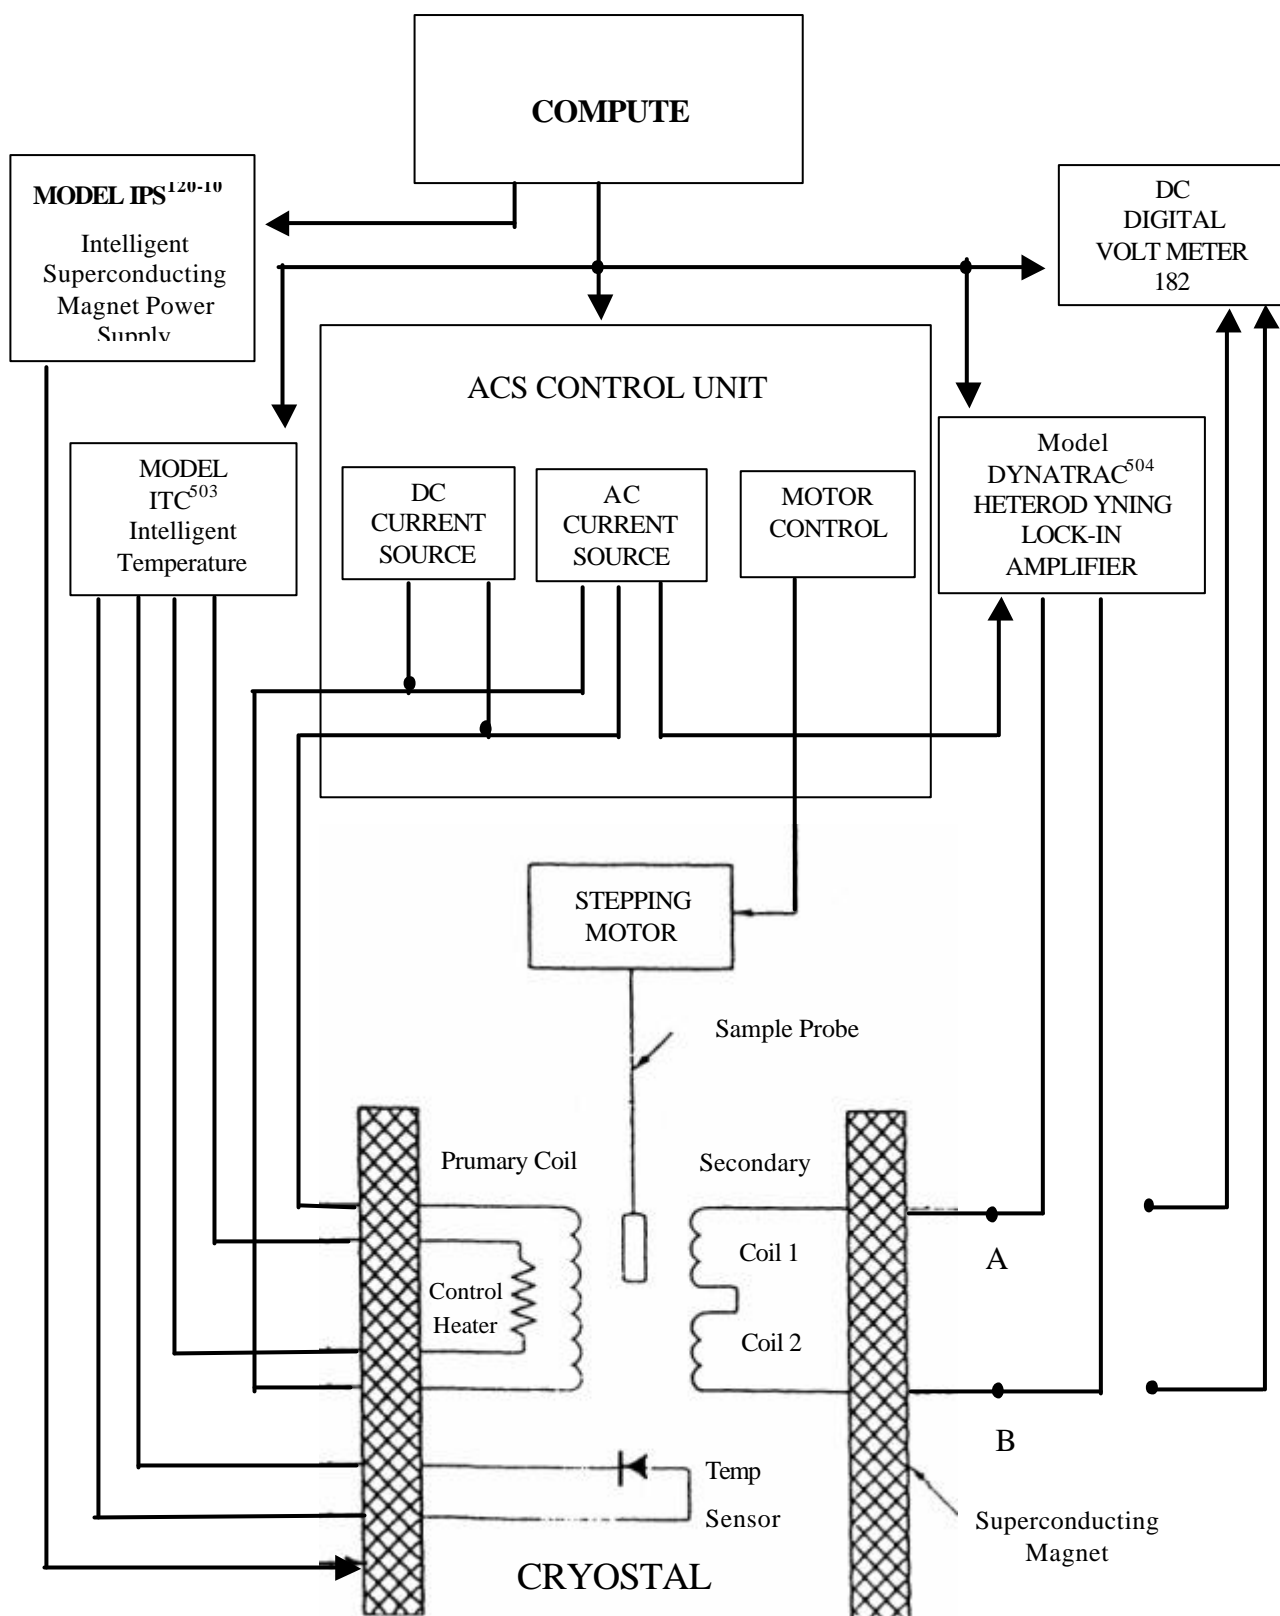 COMPUTE
MODEL IPS120-10
Intelligent
Superconducting
Magnet Power
Supply
DC
DIGITAL
VOLT METER
182
ACS CONTROL UNIT
MODEL
ITC503
Intelligent
Temperature
DC
CURRENT
SOURCE
AC
CURRENT
SOURCE
MOTOR
CONTROL
Model
DYNATRAC504
HETEROD YNING
LOCK-IN
AMPLIFIER
STEPPING
MOTOR
Sample Probe
Prumary Coil
Secondary
Coil 1
A
Control
Heater
Coil 2
B
Temp
Sensor
Superconducting
Magnet
CRYOSTAL